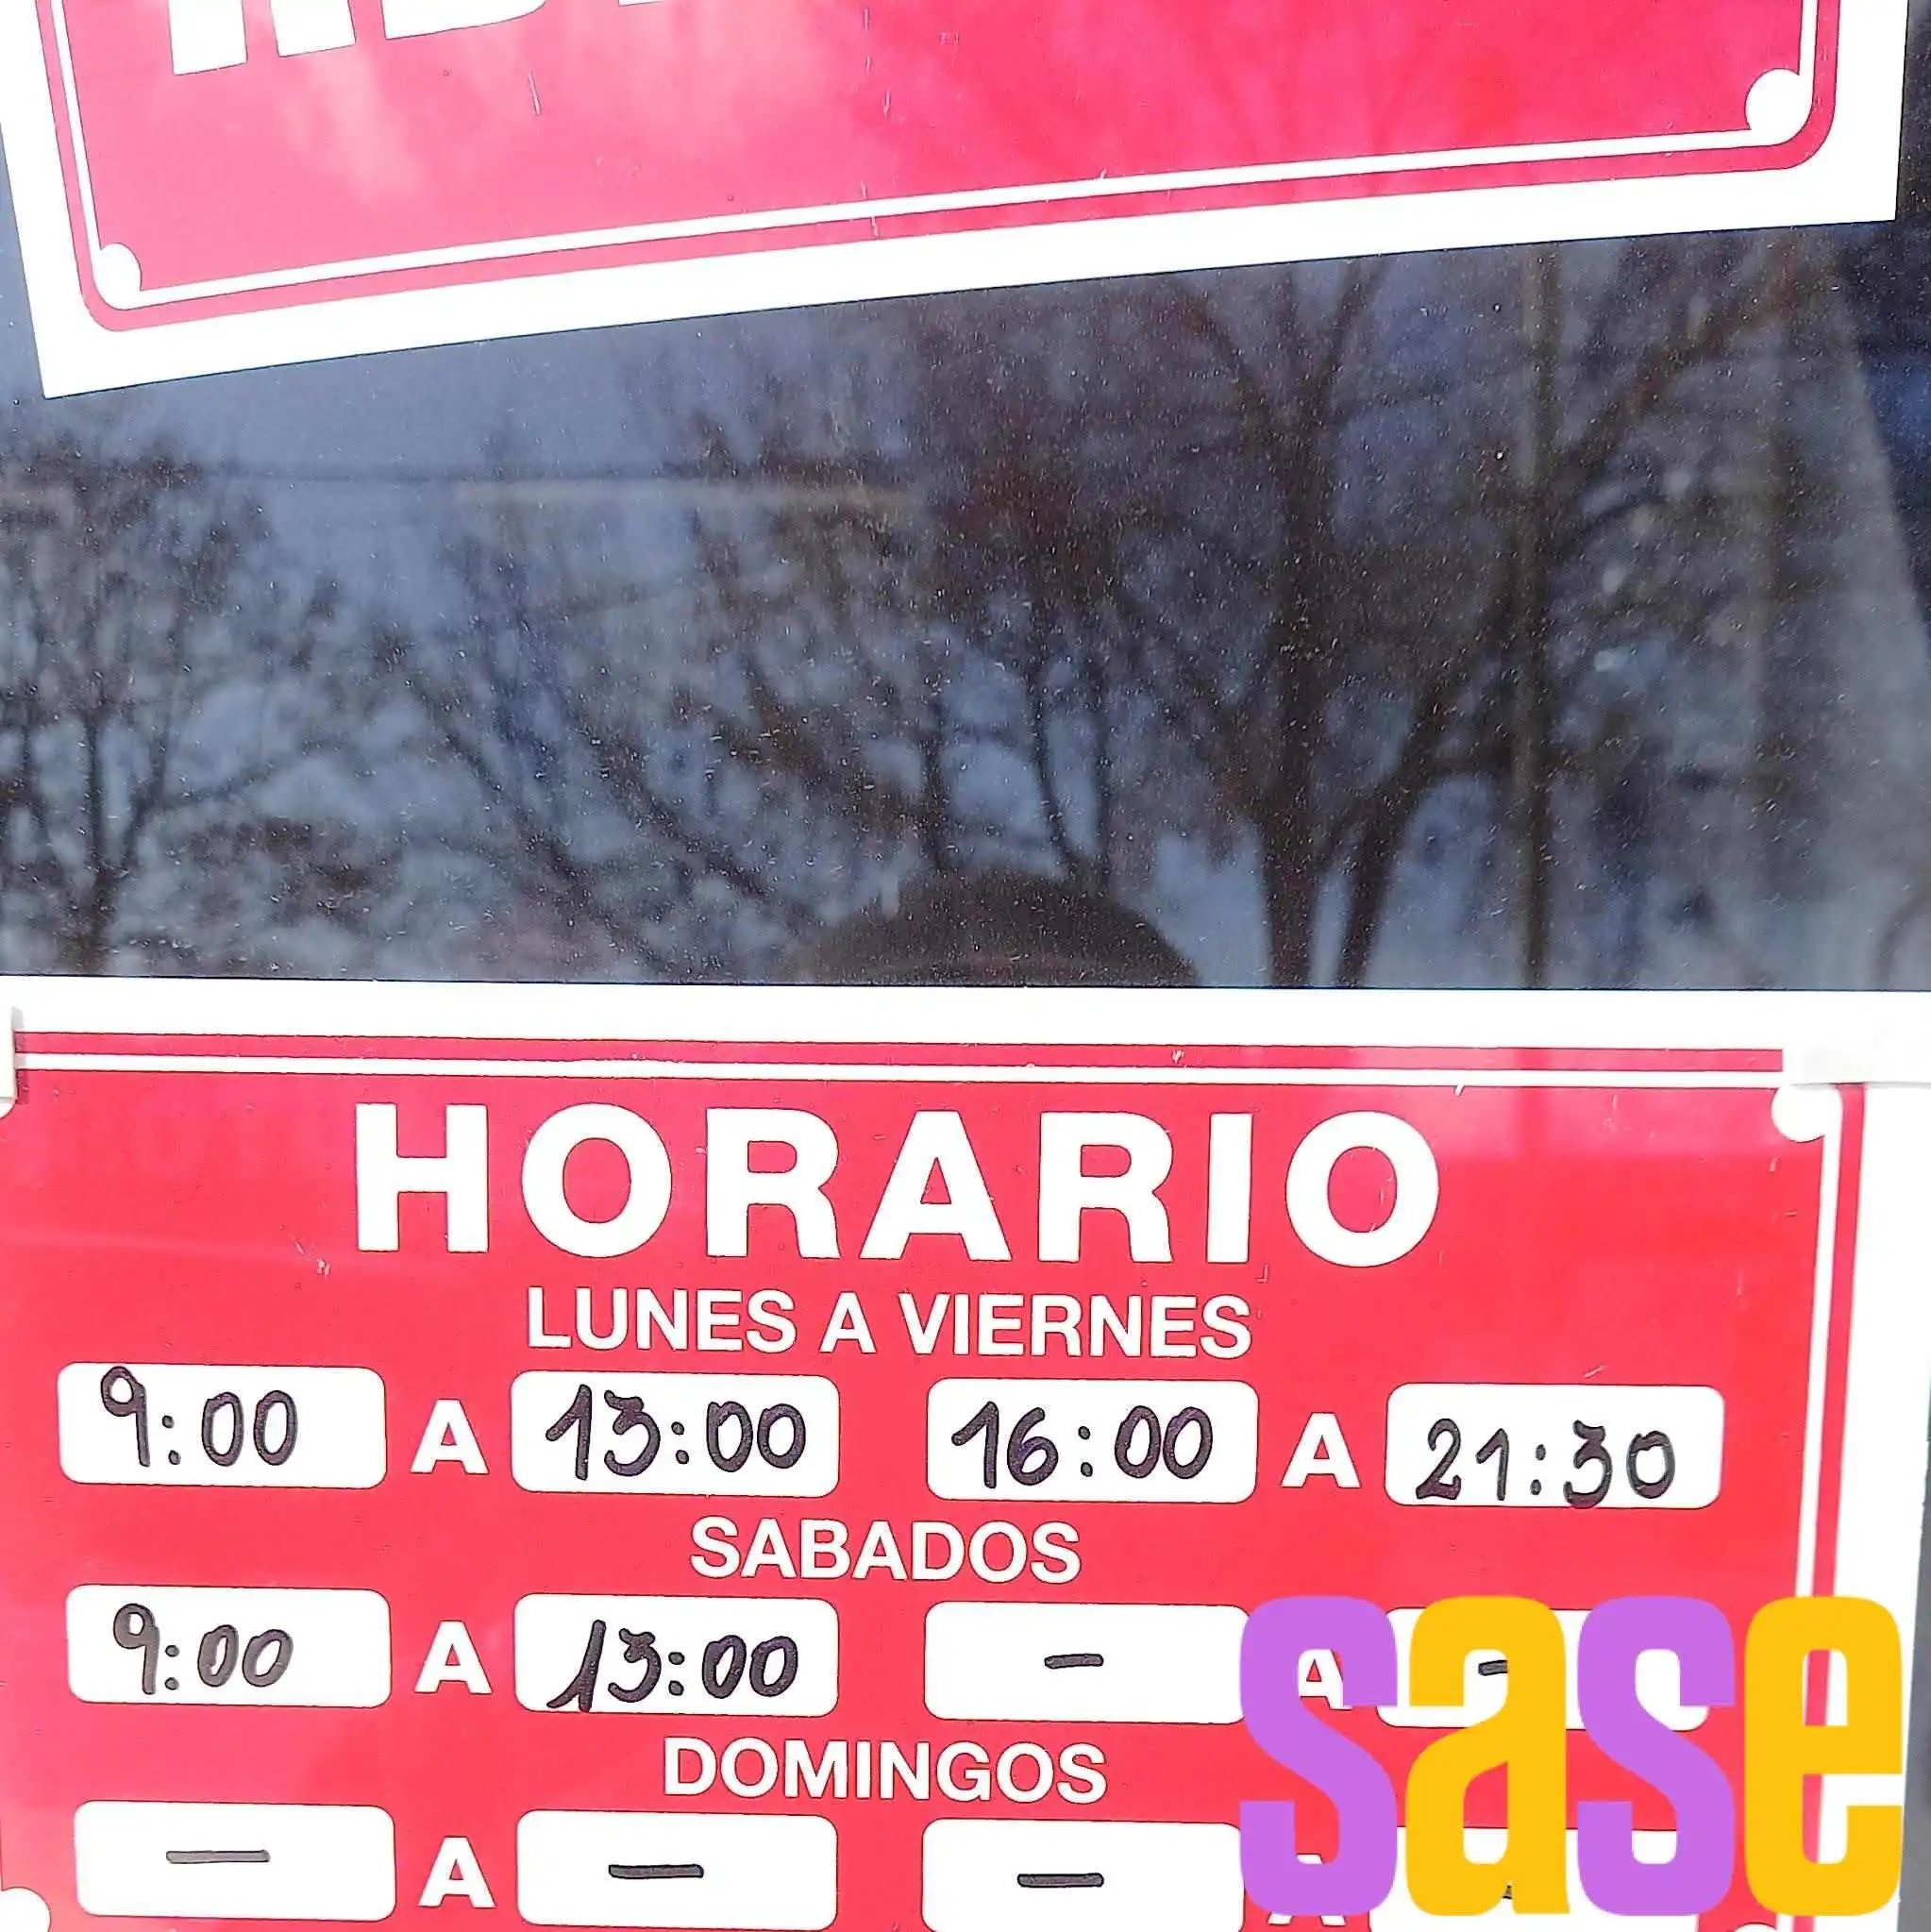 HORARIO
LUNES A VIERNES
9:00 A 13:00 16:00 A 21:30
SABADOS
9:00 A 13:00 - A -
DOMINGOS
- A - - A -
sase